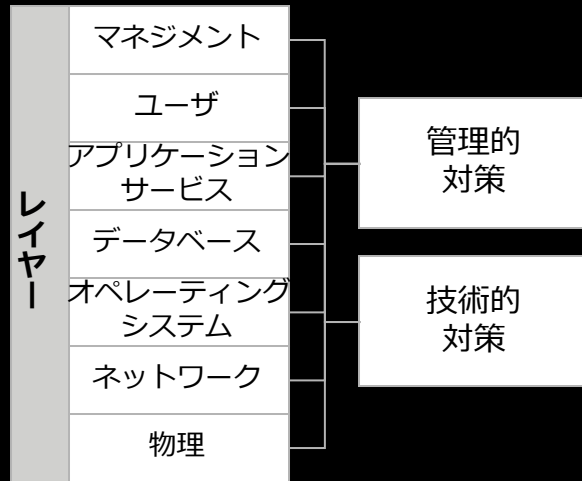 レイヤー
マネジメント
ユーザ
アプリケーション
サービス
データベース
オペレーティング
システム
ネットワーク
物理
管理的
対策
技術的
対策